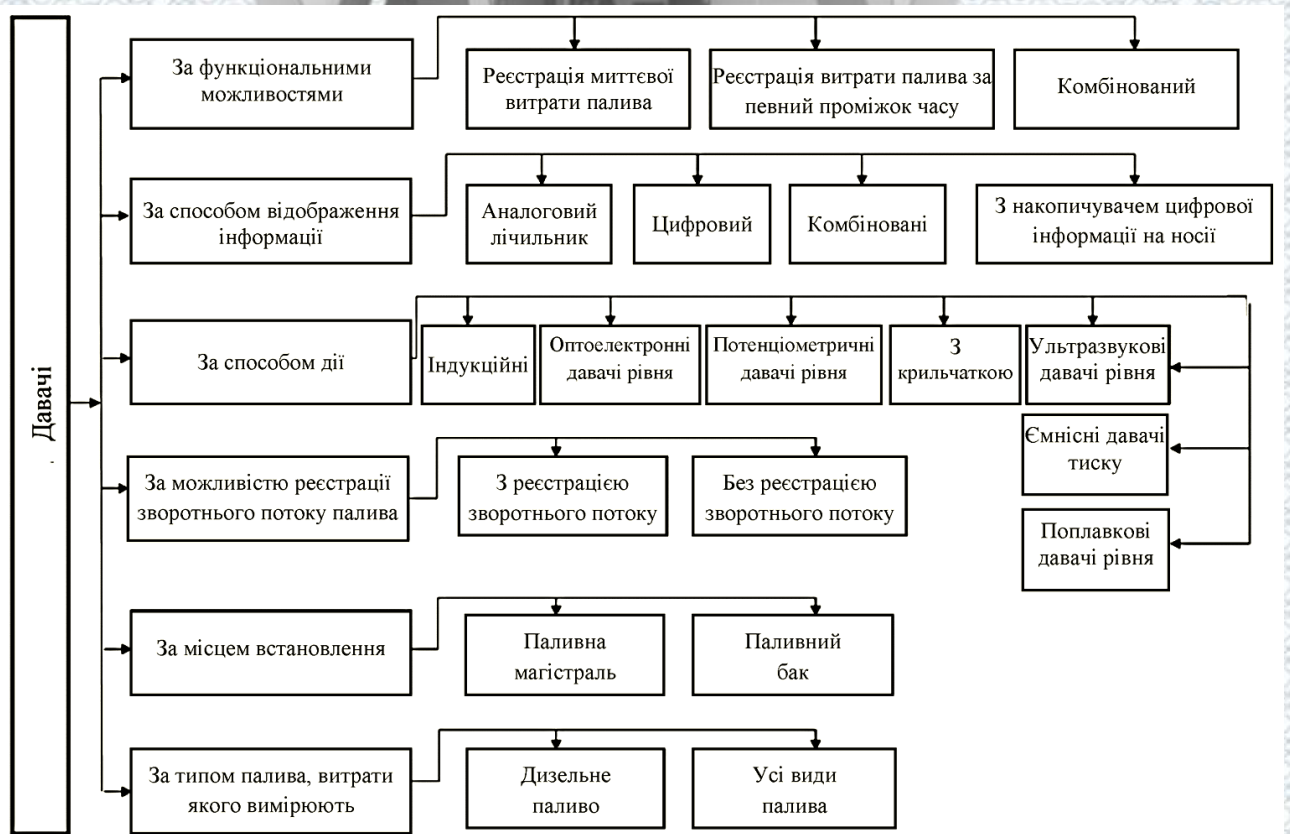 Давачі
За функціональними
можливостями
Реєстрація миттєвої
витрати палива
Реєстрація витрати палива за
певний проміжок часу
Комбінований
За способом відображення
інформації
Аналоговий
лічильник
Цифровий
Комбіновані
З накопичувачем цифрової
інформації на носії
За способом дії
Індукційні
Оптоелектронні
давачі рівня
Потенціометричні
давачі рівня
З
крильчаткою
Ультразвукові
давачі рівня
Ємнісні давачі
тиску
Поплавкові
давачі рівня
За можливістю реєстрації
зворотнього потоку палива
З реєстрацією
зворотнього потоку
Без реєстрацією
зворотнього потоку
За місцем встановлення
Паливна
магістраль
Паливний
бак
За типом палива, витрати
якого вимірюють
Дизельне
паливо
Усі види
палива